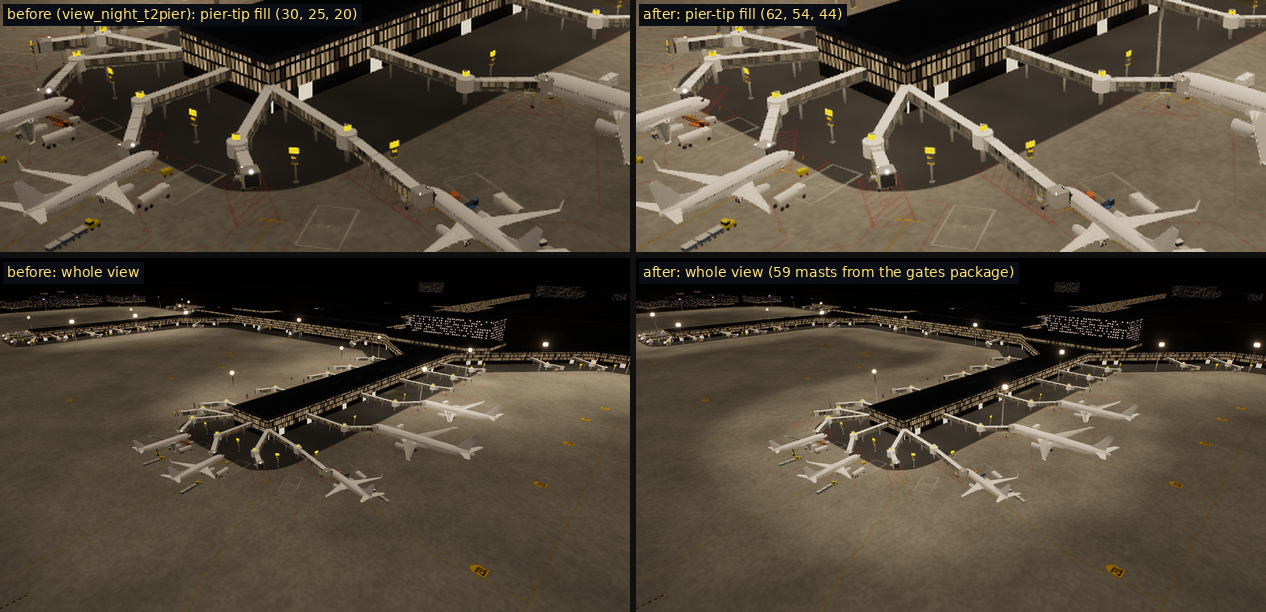 before (view_night_t2pier): pier-tip fill (30, 25, 20)
after: pier-tip fill (62, 54, 44)
before: whole view
after: whole view (59 masts from the gates package)